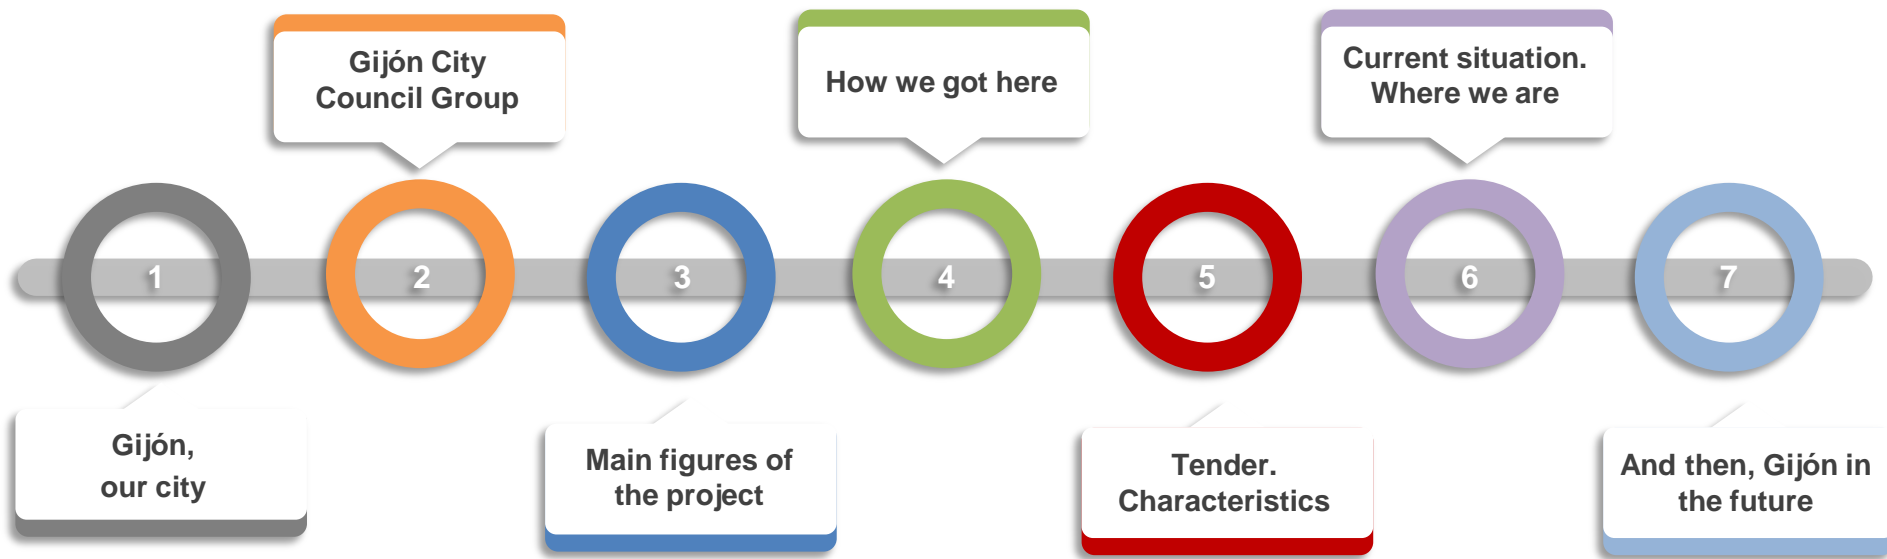 Gijón City
Council Group
How we got here
Current situation.
Where we are
1
2
3
4
5
6
7
Gijón,
our city
Main figures of
the project
Tender.
Characteristics
And then, Gijón in
the future